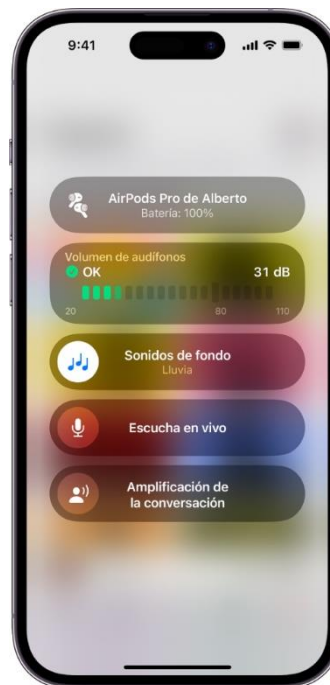 9:41
AirPods Pro de Alberto
Batería: 100%
Volumen de audífonos
OK 31 dB
20 80 110
Sonidos de fondo
Lluvia
Escucha en vivo
Amplificación de
la conversación